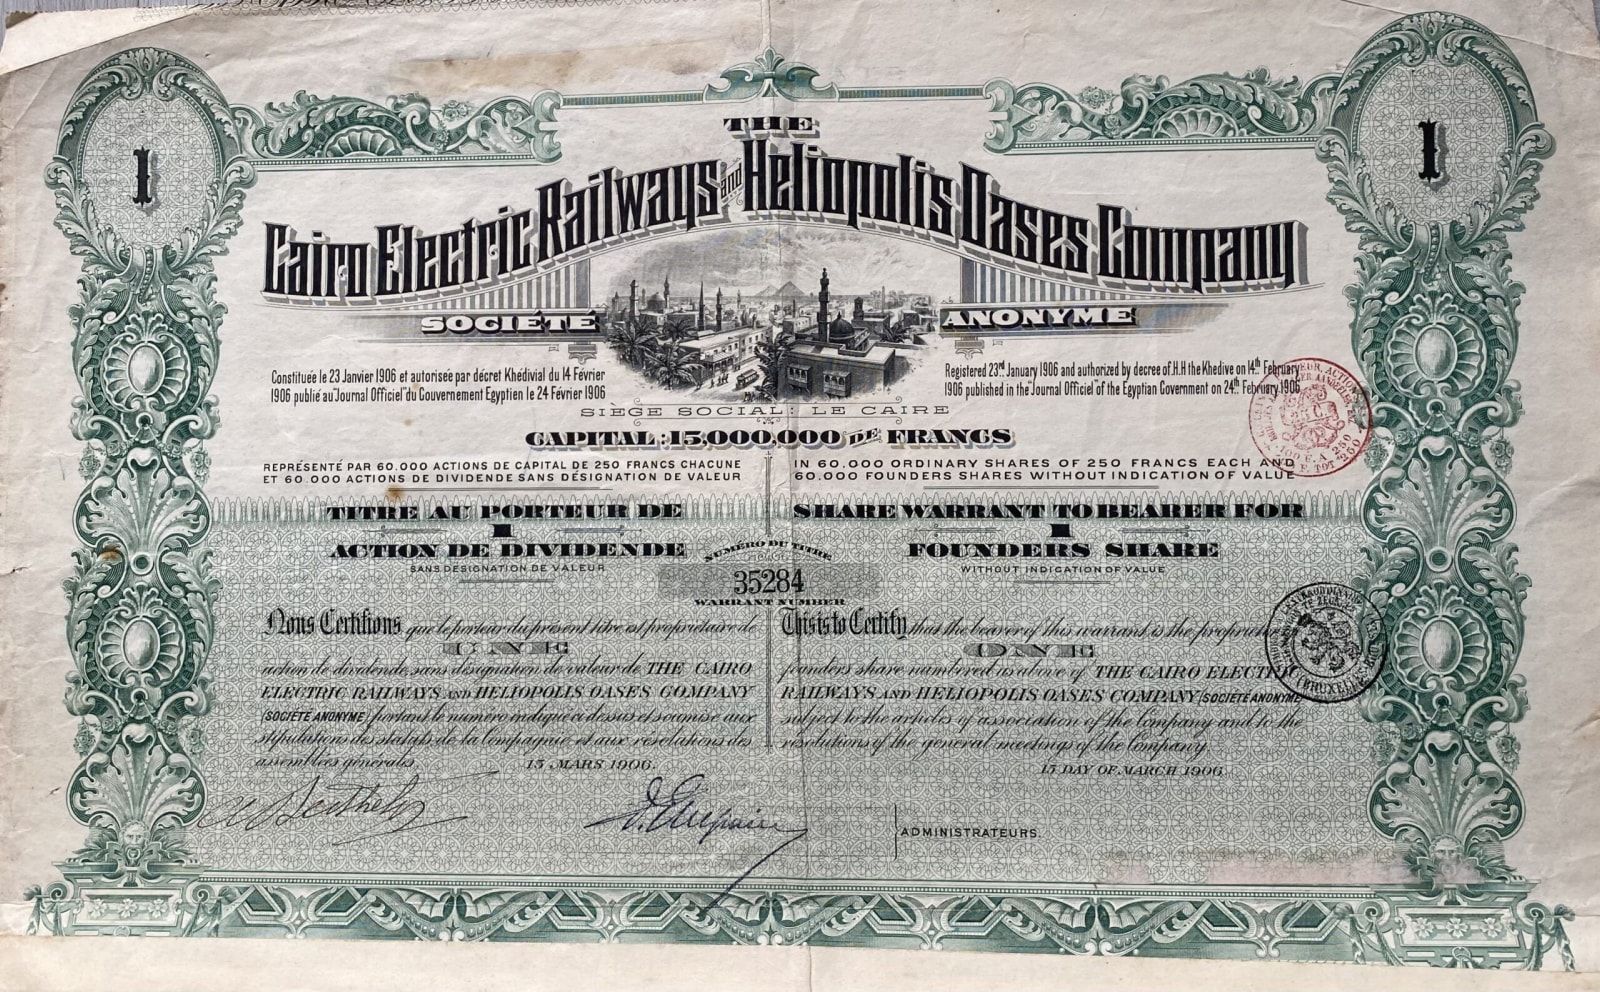 1
1
THE
Cairo Electric Railways and Heliopolis Oases Company
SOCIÉTÉ ANONYME
Constituée le 23 Janvier 1906 et autorisée par décret Khédivial du 14 Février
1906 publié au "Journal Officiel" du Gouvernement Egyptien le 24 Février 1906
Registered 23rd January 1906 and authorized by decree of H.H the Khedive on 14th February
1906 published in the "Journal Officiel" of the Egyptian Government on 24th February 1906
SIÈGE SOCIAL: LE CAIRE
CAPITAL: 15,000,000 DE FRANCS
REPRÉSENTÉ PAR 60.000 ACTIONS DE CAPITAL DE 250 FRANCS CHACUNE
ET 60.000 ACTIONS DE DIVIDENDE SANS DÉSIGNATION DE VALEUR
IN 60.000 ORDINARY SHARES OF 250 FRANCS EACH AND
60.000 FOUNDERS SHARES WITHOUT INDICATION OF VALUE
TITRE AU PORTEUR DE
1
ACTION DE DIVIDENDE
SANS DESIGNATION DE VALEUR
SHARE WARRANT TO BEARER FOR
1
FOUNDERS SHARE
WITHOUT INDICATION OF VALUE
NUMÉRO DU TITRE
35284
WARRANT NUMBER
Nous Certifions que le porteur du présent titre est propriétaire de
UNE
action de dividende sans désignation de valeur de THE CAIRO
ELECTRIC RAILWAYS AND HELIOPOLIS OASES COMPANY
(SOCIÉTÉ ANONYME) portant le numéro indiqué ci dessus et soumise aux
stipulations des statuts de la Compagnie et aux résolutions des
assemblées générales.
15 MARS 1906.
This is to Certify that the bearer of this warrant is the proprietor
ONE
founders share numbered as above of THE CAIRO ELECTRIC
RAILWAYS AND HELIOPOLIS OASES COMPANY (SOCIÉTÉ ANONYME)
subject to the articles of association of the Company and to the
resolutions of the general meetings of the Company.
15 DAY OF MARCH 1906
ADMINISTRATEURS.